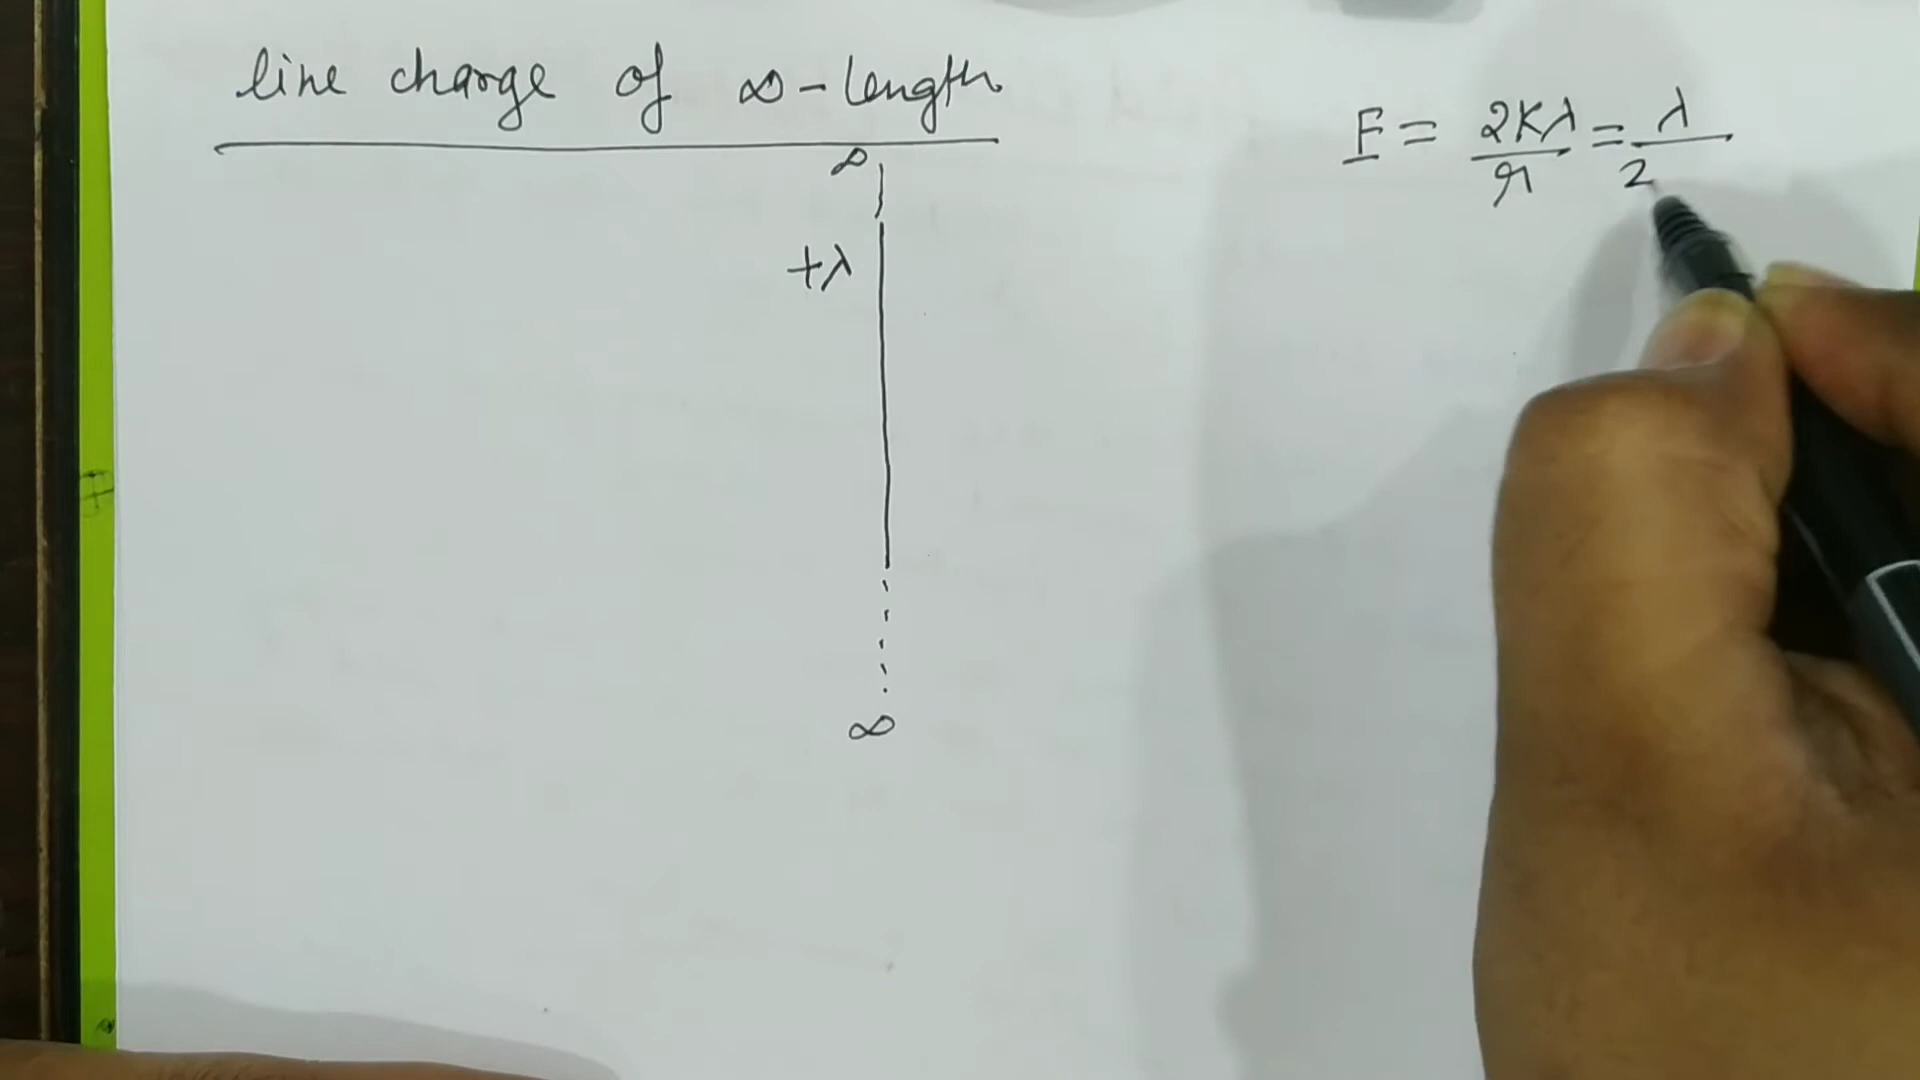 line charge of ∞-length
E = 2Kλ/r = λ/2
∞
+λ
∞